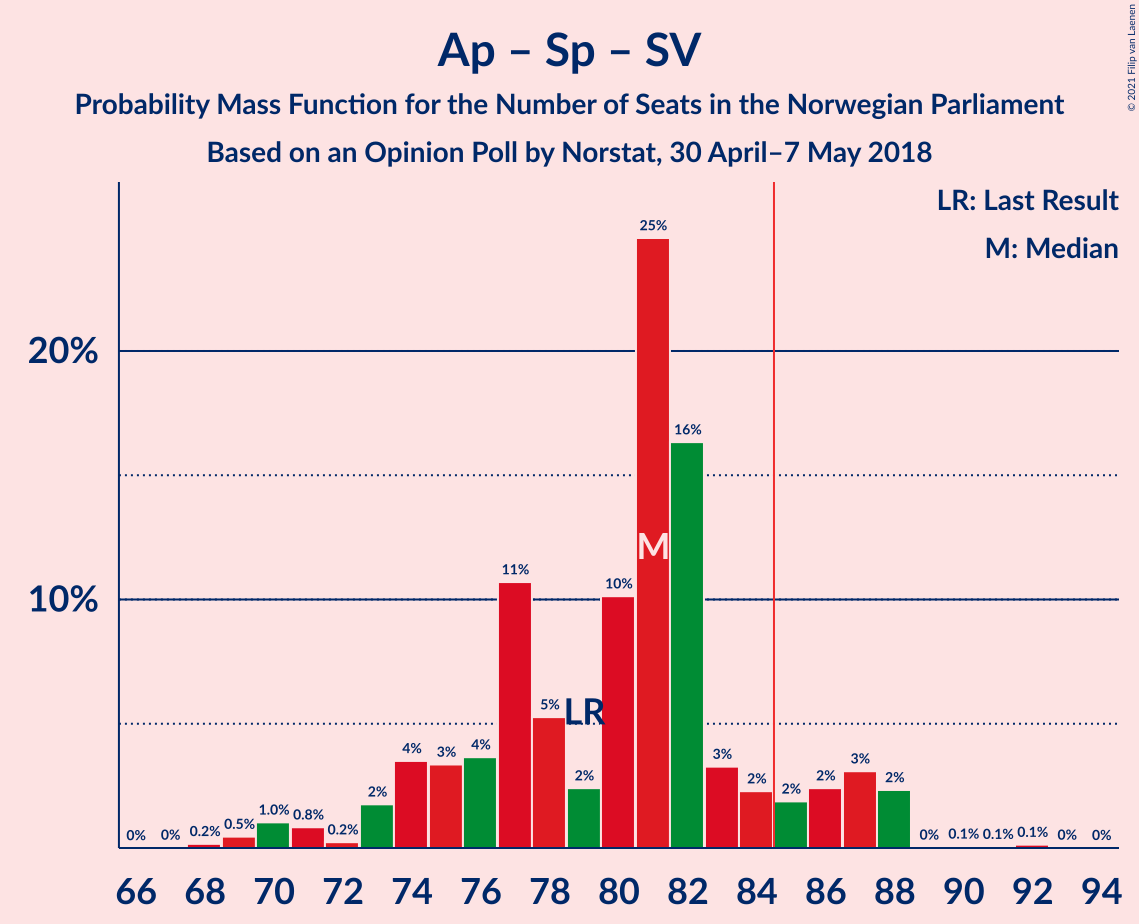 Ap – Sp – SV
Probability Mass Function for the Number of Seats in the Norwegian Parliament
Based on an Opinion Poll by Norstat, 30 April–7 May 2018
© 2021 Filip van Laenen
LR: Last Result
M: Median
20%
10%
0% 0% 0.2% 0.5% 1.0% 0.8% 0.2% 2% 4% 3% 4% 11% 5% 2% 10% 25% 16% 3% 2% 2% 2% 3% 2% 0% 0.1% 0.1% 0.1% 0% 0%
LR
M
66 68 70 72 74 76 78 80 82 84 86 88 90 92 94